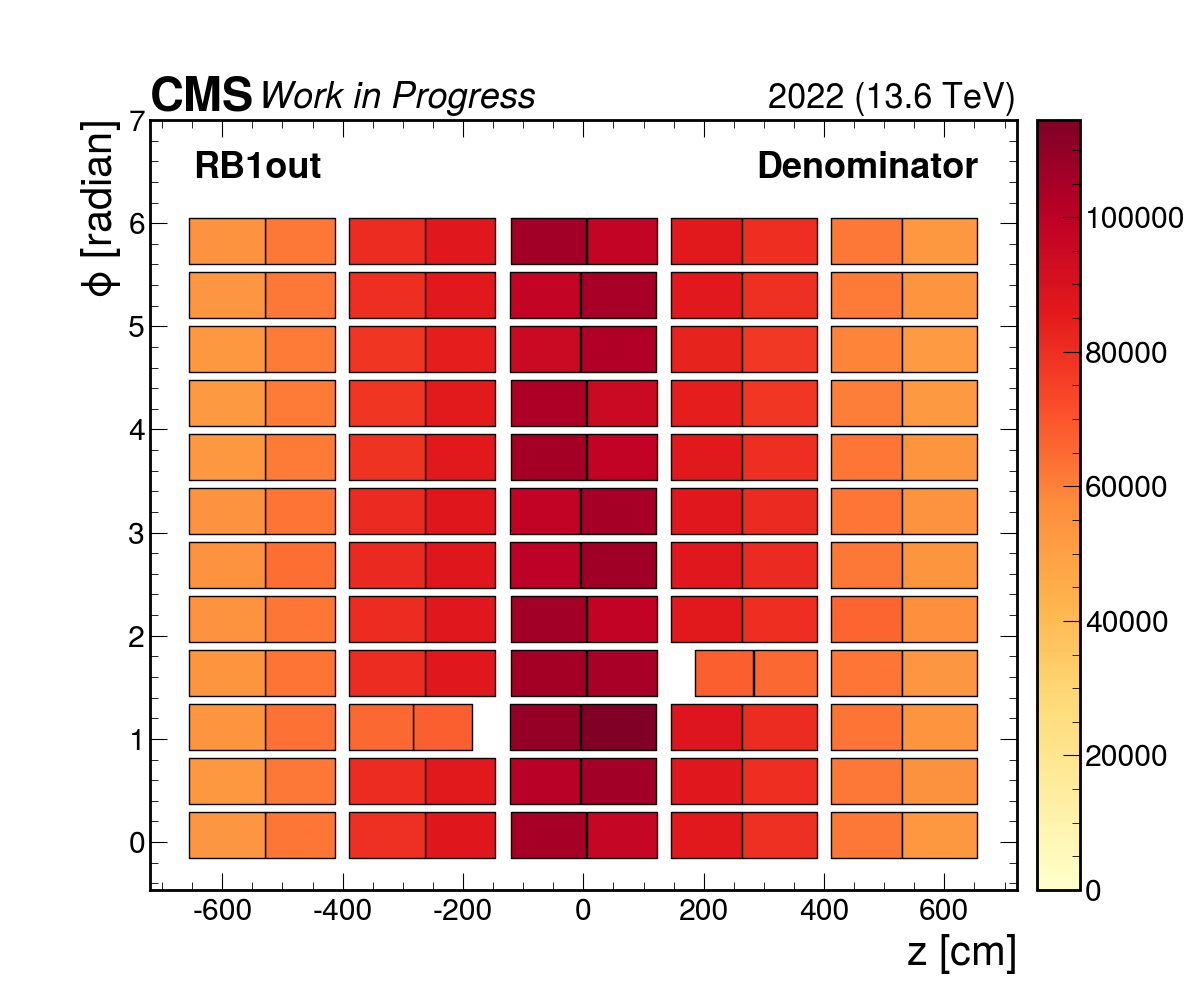 CMS Work in Progress 2022 (13.6 TeV)
RB1out Denominator
ϕ [radian]
7
6
5
4
3
2
1
0
-600 -400 -200 0 200 400 600
z [cm]
100000
80000
60000
40000
20000
0